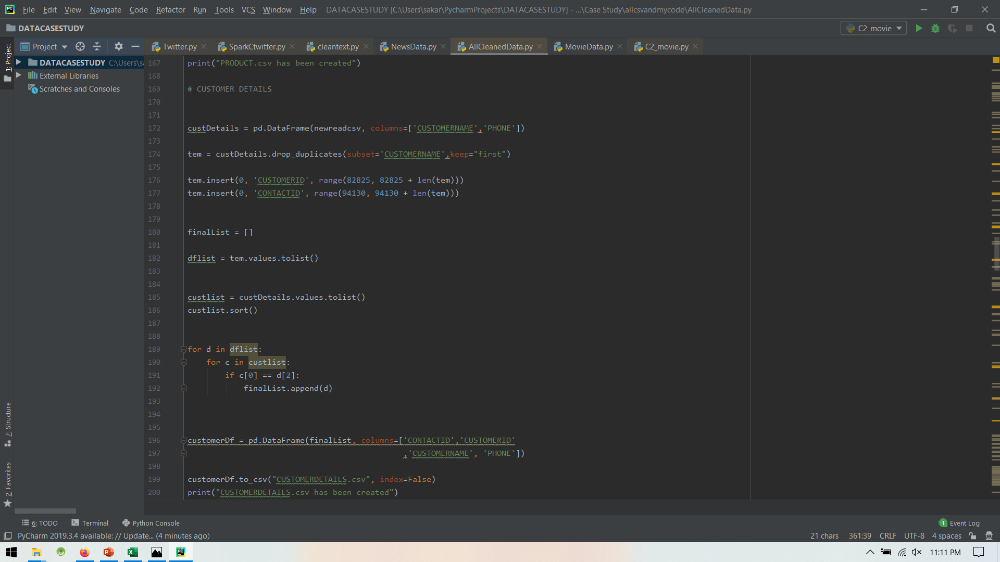 File Edit View Navigate Code Refactor Run Tools VCS Window Help DATACASESTUDY [C:\Users\sakar\PycharmProjects\DATACASESTUDY] - ...\Case Study\allcsvandmycode\AllCleanedData.py
DATACASESTUDY
C2_movie
1: Project
Project
Twitter.py
SparkCtwitter.py
cleantext.py
NewsData.py
AllCleanedData.py
MovieData.py
C2_movie.py
DATACASESTUDY C:\Users\sa
External Libraries
Scratches and Consoles
167 print("PRODUCT.csv has been created")
168
169 # CUSTOMER DETAILS
170
171
172 custDetails = pd.DataFrame(newreadcsv, columns=['CUSTOMERNAME','PHONE'])
173
174 tem = custDetails.drop_duplicates(subset='CUSTOMERNAME',keep="first")
175
176 tem.insert(0, 'CUSTOMERID', range(82825, 82825 + len(tem)))
177 tem.insert(0, 'CONTACTID', range(94130, 94130 + len(tem)))
178
179
180 finalList = []
181
182 dflist = tem.values.tolist()
183
184
185 custlist = custDetails.values.tolist()
186 custlist.sort()
187
188
189 for d in dflist:
190     for c in custlist:
191         if c[0] == d[2]:
192             finalList.append(d)
193
194
195
196 customerDf = pd.DataFrame(finalList, columns=['CONTACTID','CUSTOMERID'
197                                               ,'CUSTOMERNAME', 'PHONE'])
198
199 customerDf.to_csv("CUSTOMERDETAILS.csv", index=False)
200 print("CUSTOMERDETAILS.csv has been created")
7: Structure
2: Favorites
6: TODO Terminal Python Console 1 Event Log
PyCharm 2019.3.4 available: // Update... (4 minutes ago) 21 chars 361:39 CRLF UTF-8 4 spaces
11:11 PM